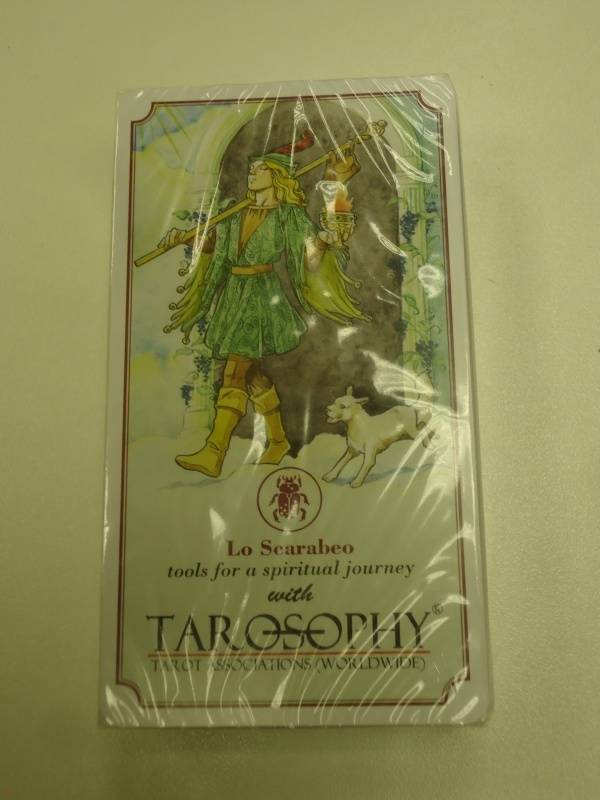 Lo Scarabeo
tools for a spiritual journey
with
TAROSOPHY®
TAROT ASSOCIATIONS (WORLDWIDE)